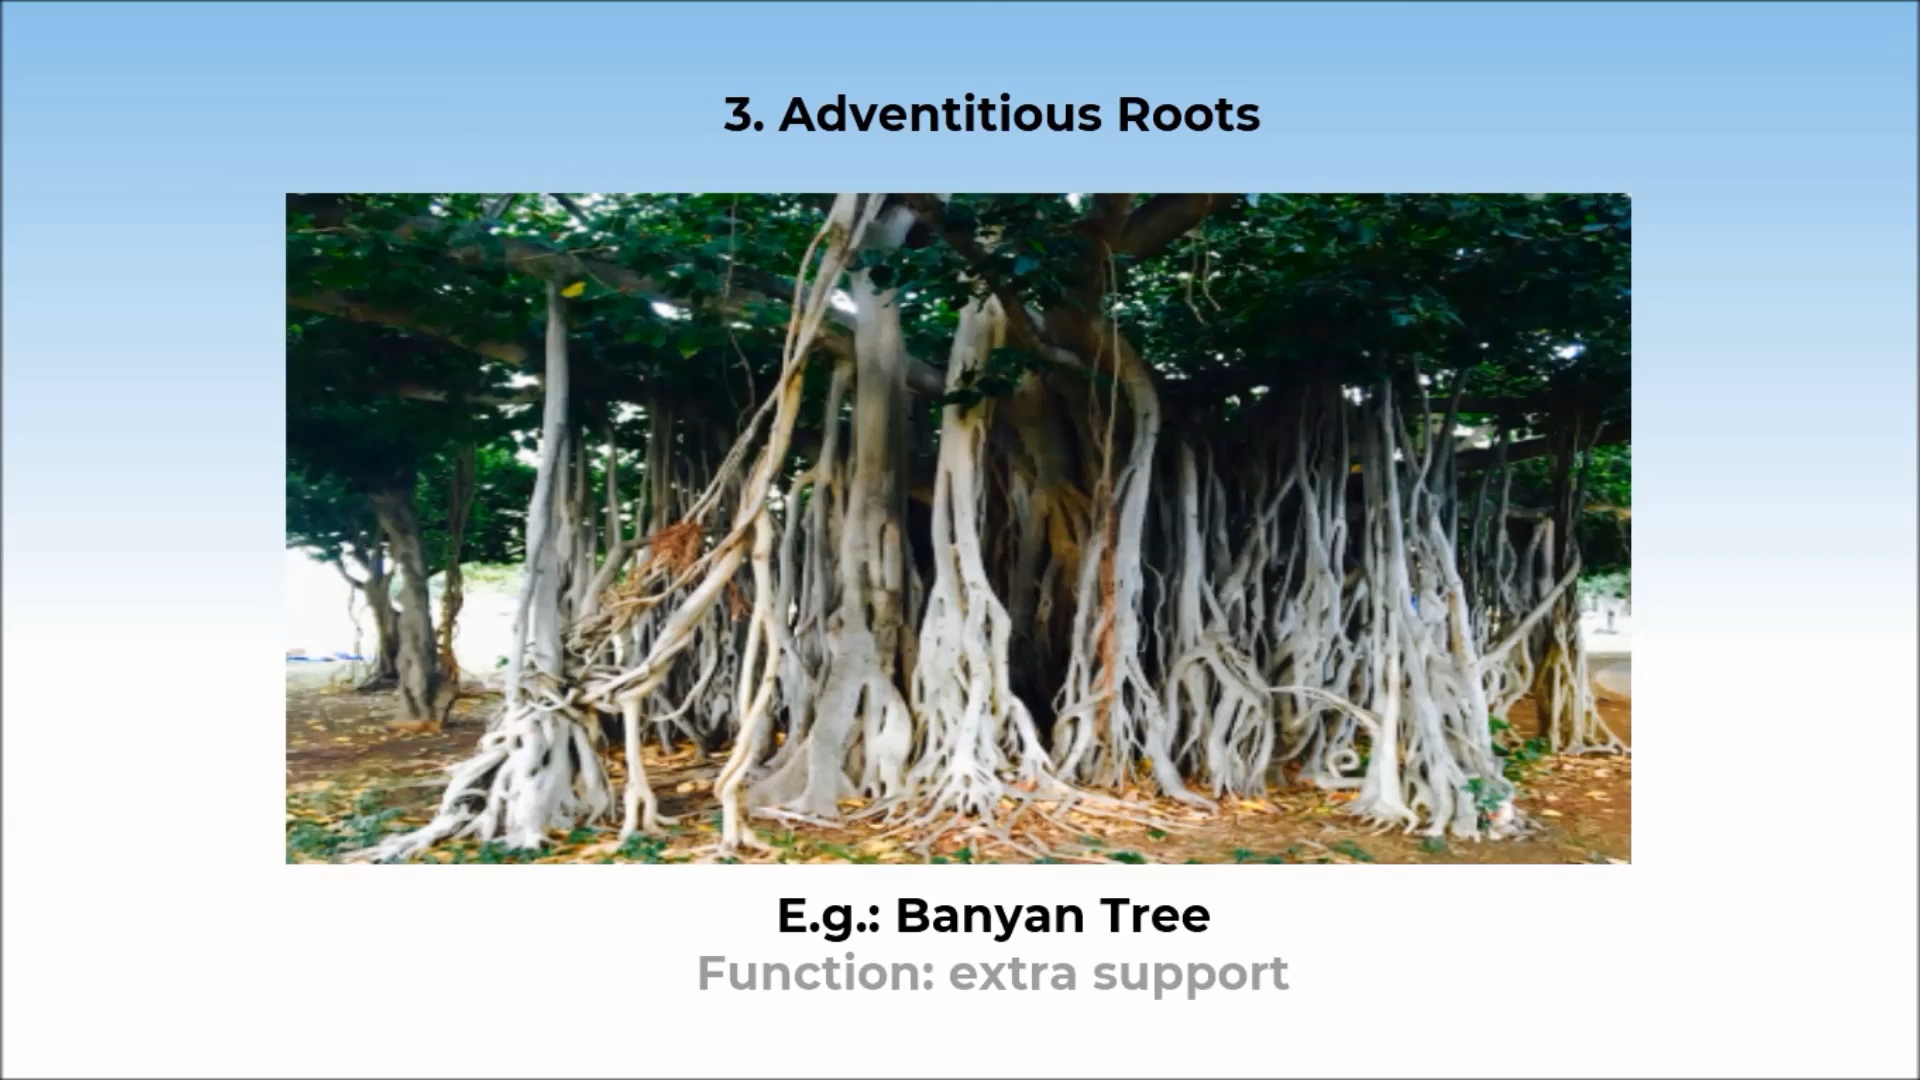 3. Adventitious Roots
E.g.: Banyan Tree
Function: extra support